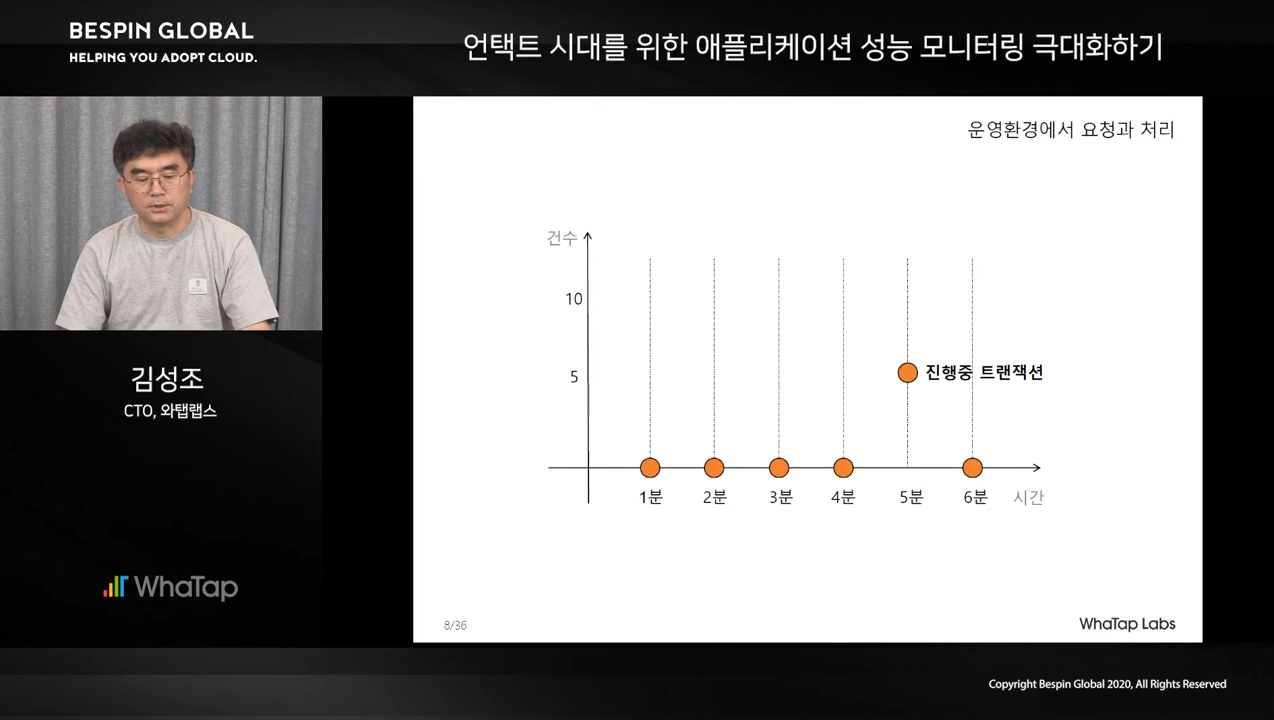 BESPIN GLOBAL
HELPING YOU ADOPT CLOUD.
언택트 시대를 위한 애플리케이션 성능 모니터링 극대화하기
김성조
CTO, 와탭랩스
WhaTap
운영환경에서 요청과 처리
건수
10
5
진행중 트랜잭션
1분 2분 3분 4분 5분 6분 시간
8/36
WhaTap Labs
Copyright Bespin Global 2020, All Rights Reserved